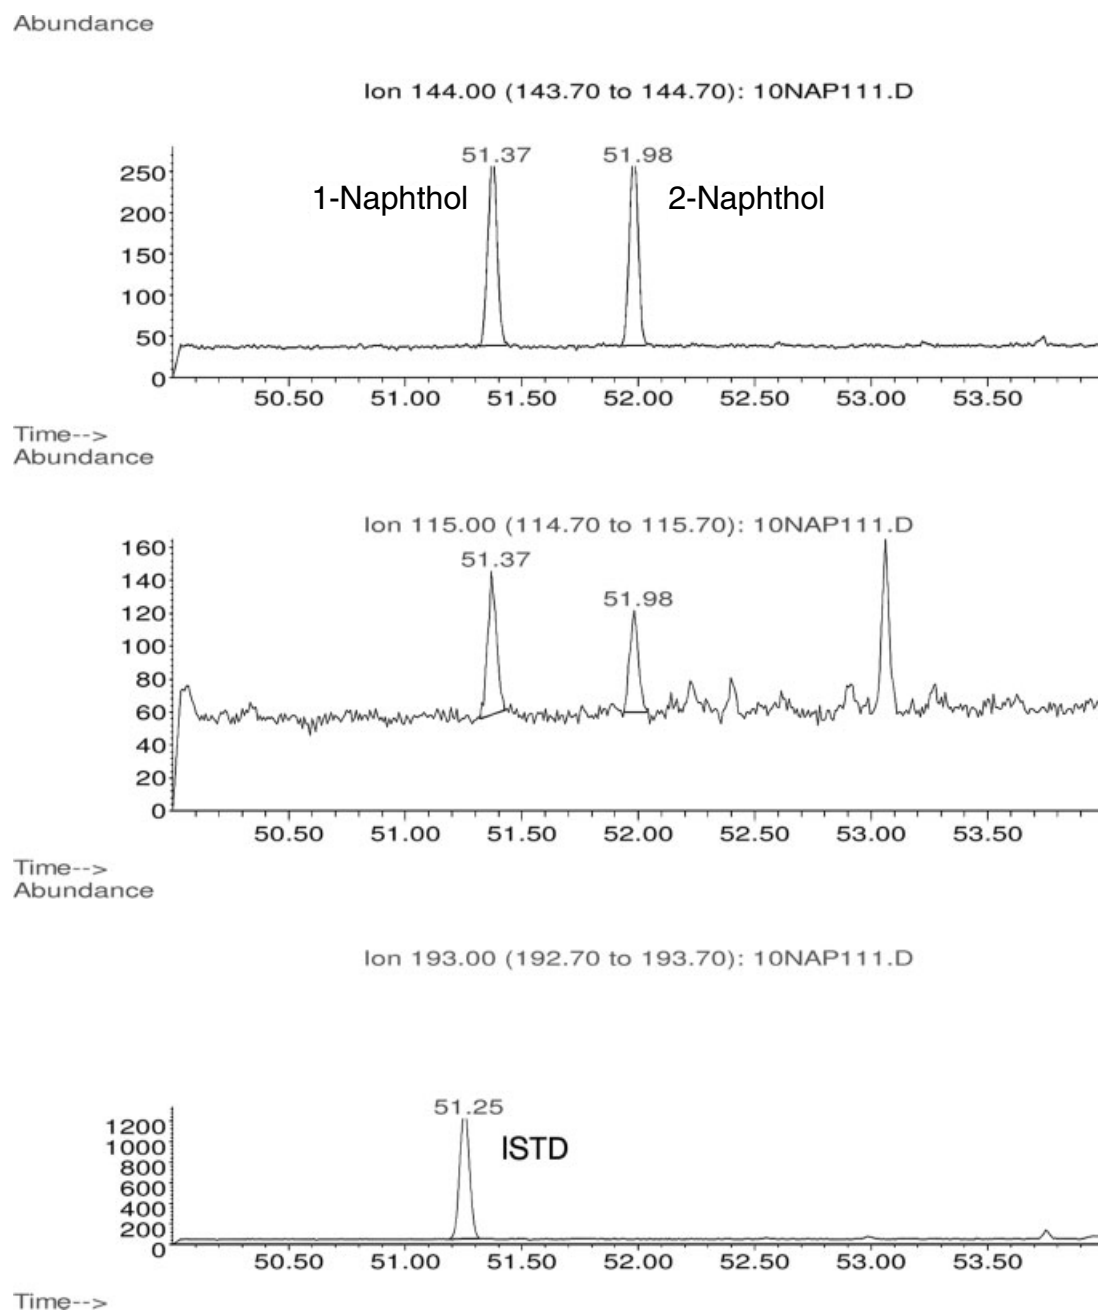 Abundance
Ion 144.00 (143.70 to 144.70): 10NAP111.D
51.37 51.98
1-Naphthol 2-Naphthol
250
200
150
100
50
0
50.50 51.00 51.50 52.00 52.50 53.00 53.50
Time-->
Abundance
Ion 115.00 (114.70 to 115.70): 10NAP111.D
51.37
51.98
160
140
120
100
80
60
40
20
0
50.50 51.00 51.50 52.00 52.50 53.00 53.50
Time-->
Abundance
Ion 193.00 (192.70 to 193.70): 10NAP111.D
51.25
ISTD
1200
1000
800
600
400
200
0
50.50 51.00 51.50 52.00 52.50 53.00 53.50
Time-->